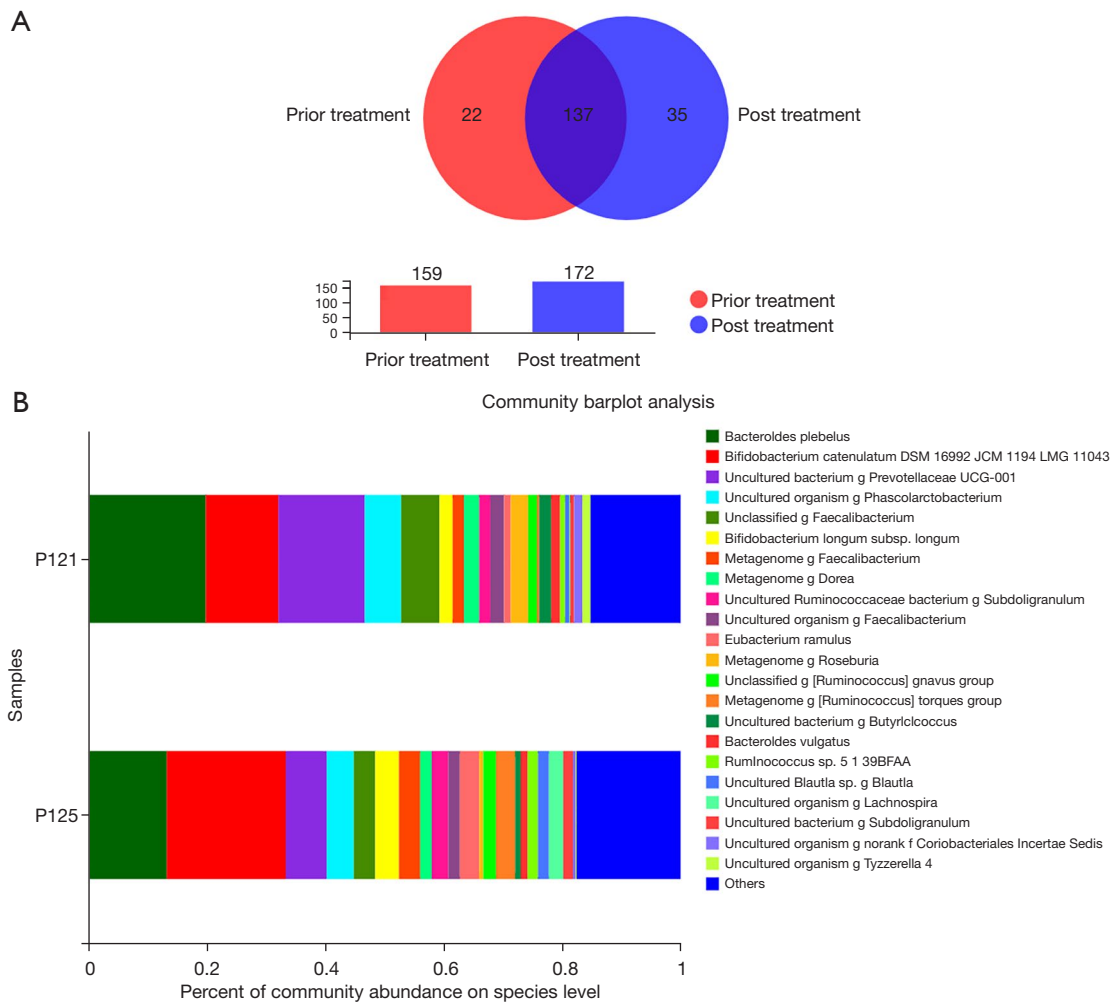 A
Prior treatment
22
137
35
Post treatment
159
172
150
100
50
0
Prior treatment
Post treatment
Prior treatment
Post treatment
B
Community barplot analysis
Samples
P121
P125
0
0.2
0.4
0.6
0.8
1
Percent of community abundance on species level
Bacteroldes plebelus
Bifidobacterium catenulatum DSM 16992 JCM 1194 LMG 11043
Uncultured bacterium g Prevotellaceae UCG-001
Uncultured organism g Phascolarctobacterium
Unclassified g Faecalibacterium
Bifidobacterium longum subsp. longum
Metagenome g Faecalibacterium
Metagenome g Dorea
Uncultured Ruminococcaceae bacterium g Subdoligranulum
Uncultured organism g Faecalibacterium
Eubacterium ramulus
Metagenome g Roseburia
Unclassified g [Ruminococcus] gnavus group
Metagenome g [Ruminococcus] torques group
Uncultured bacterium g Butyrlclcoccus
Bacteroldes vulgatus
RumInococcus sp. 5 1 39BFAA
Uncultured Blautla sp. g Blautla
Uncultured organism g Lachnospira
Uncultured bacterium g Subdoligranulum
Uncultured organism g norank f Coriobacteriales Incertae Sedis
Uncultured organism g Tyzzerella 4
Others